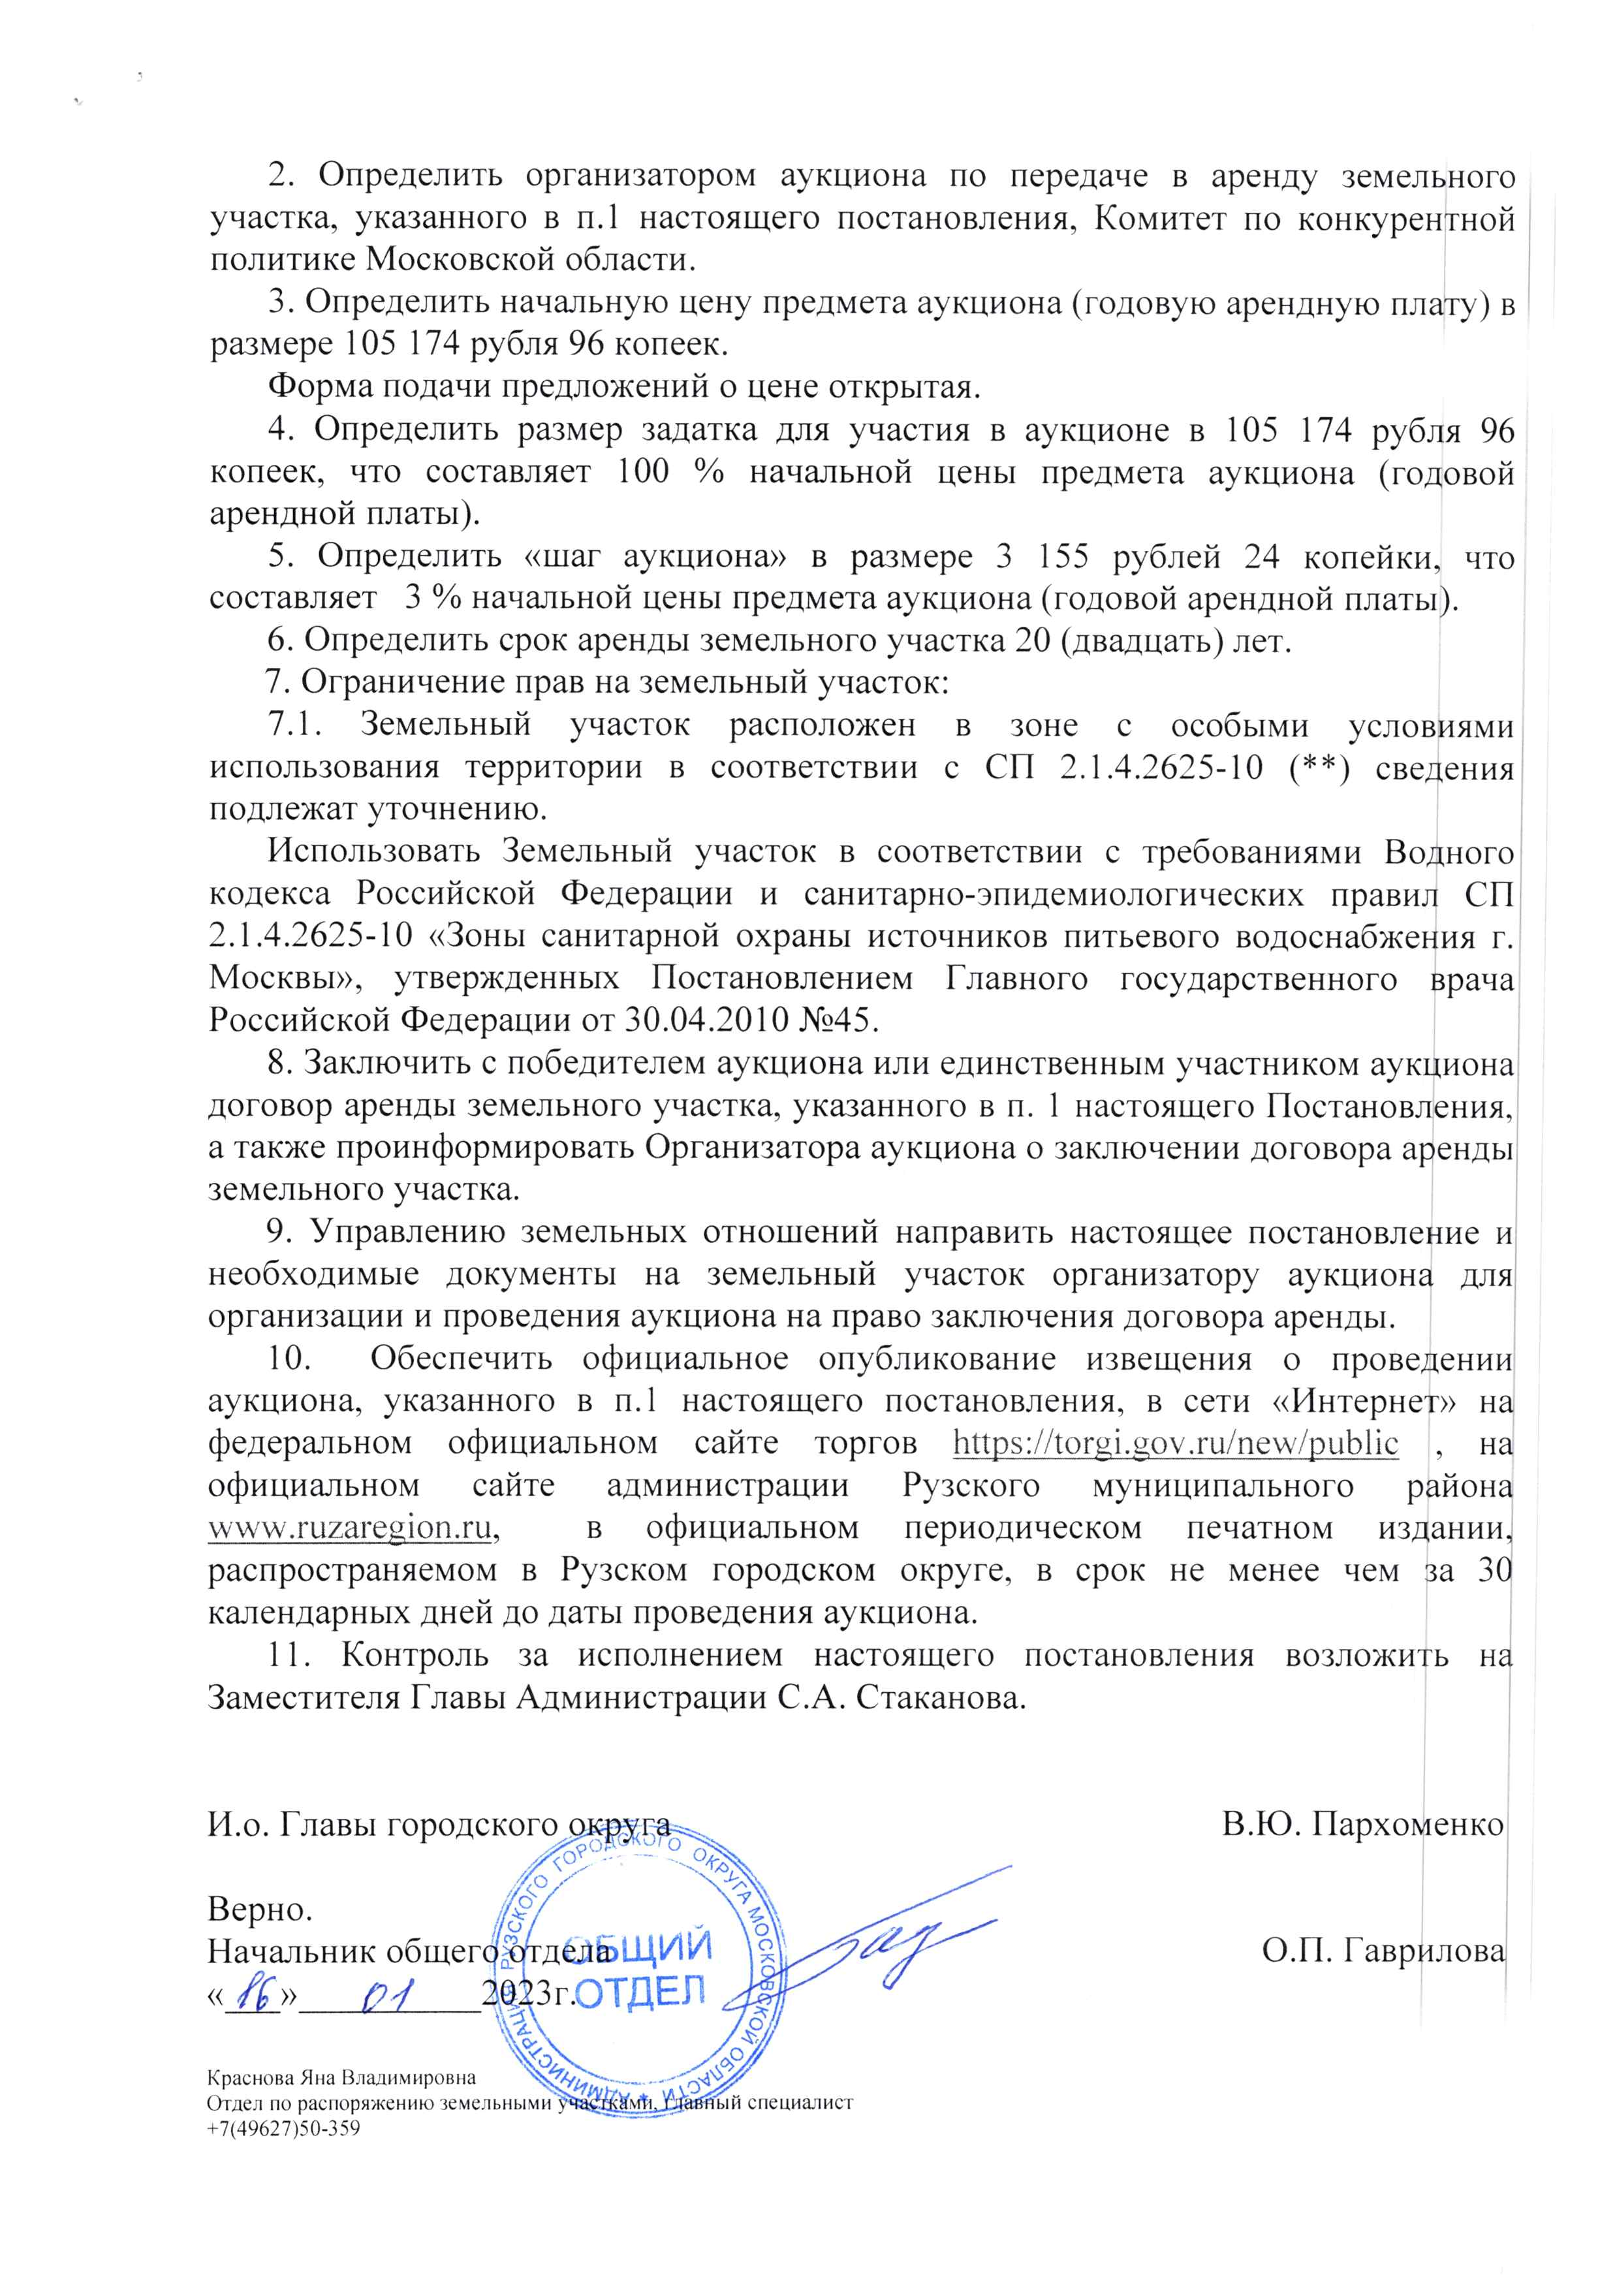 2. Определить организатором аукциона по передаче в аренду земельного
участка, указанного в п.1 настоящего постановления, Комитет по конкурентной
политике Московской области.
3. Определить начальную цену предмета аукциона (годовую арендную плату) в
размере 105 174 рубля 96 копеек.
Форма подачи предложений о цене открытая.
4. Определить размер задатка для участия в аукционе в 105 174 рубля 96
копеек, что составляет 100 % начальной цены предмета аукциона (годовой
арендной платы).
5. Определить «шаг аукциона» в размере 3 155 рублей 24 копейки, что
составляет 3 % начальной цены предмета аукциона (годовой арендной платы).
6. Определить срок аренды земельного участка 20 (двадцать) лет.
7. Ограничение прав на земельный участок:
7.1. Земельный участок расположен в зоне с особыми условиями
использования территории в соответствии с СП 2.1.4.2625-10 (**) сведения
подлежат уточнению.
Использовать Земельный участок в соответствии с требованиями Водного
кодекса Российской Федерации и санитарно-эпидемиологических правил СП
2.1.4.2625-10 «Зоны санитарной охраны источников питьевого водоснабжения г.
Москвы», утвержденных Постановлением Главного государственного врача
Российской Федерации от 30.04.2010 №45.
8. Заключить с победителем аукциона или единственным участником аукциона
договор аренды земельного участка, указанного в п. 1 настоящего Постановления,
а также проинформировать Организатора аукциона о заключении договора аренды
земельного участка.
9. Управлению земельных отношений направить настоящее постановление и
необходимые документы на земельный участок организатору аукциона для
организации и проведения аукциона на право заключения договора аренды.
10. Обеспечить официальное опубликование извещения о проведении
аукциона, указанного в п.1 настоящего постановления, в сети «Интернет» на
федеральном официальном сайте торгов https://torgi.gov.ru/new/public , на
официальном сайте администрации Рузского муниципального района
www.ruzaregion.ru, в официальном периодическом печатном издании,
распространяемом в Рузском городском округе, в срок не менее чем за 30
календарных дней до даты проведения аукциона.
11. Контроль за исполнением настоящего постановления возложить на
Заместителя Главы Администрации С.А. Стаканова.
И.о. Главы городского округа В.Ю. Пархоменко
Верно.
Начальник общего отдела О.П. Гаврилова
«16» 01 2023г.
АДМИНИСТРАЦИЯ РУЗСКОГО ГОРОДСКОГО ОКРУГА МОСКОВСКОЙ ОБЛАСТИ
ОБЩИЙ
ОТДЕЛ
Краснова Яна Владимировна
Отдел по распоряжению земельными участками, главный специалист
+7(49627)50-359